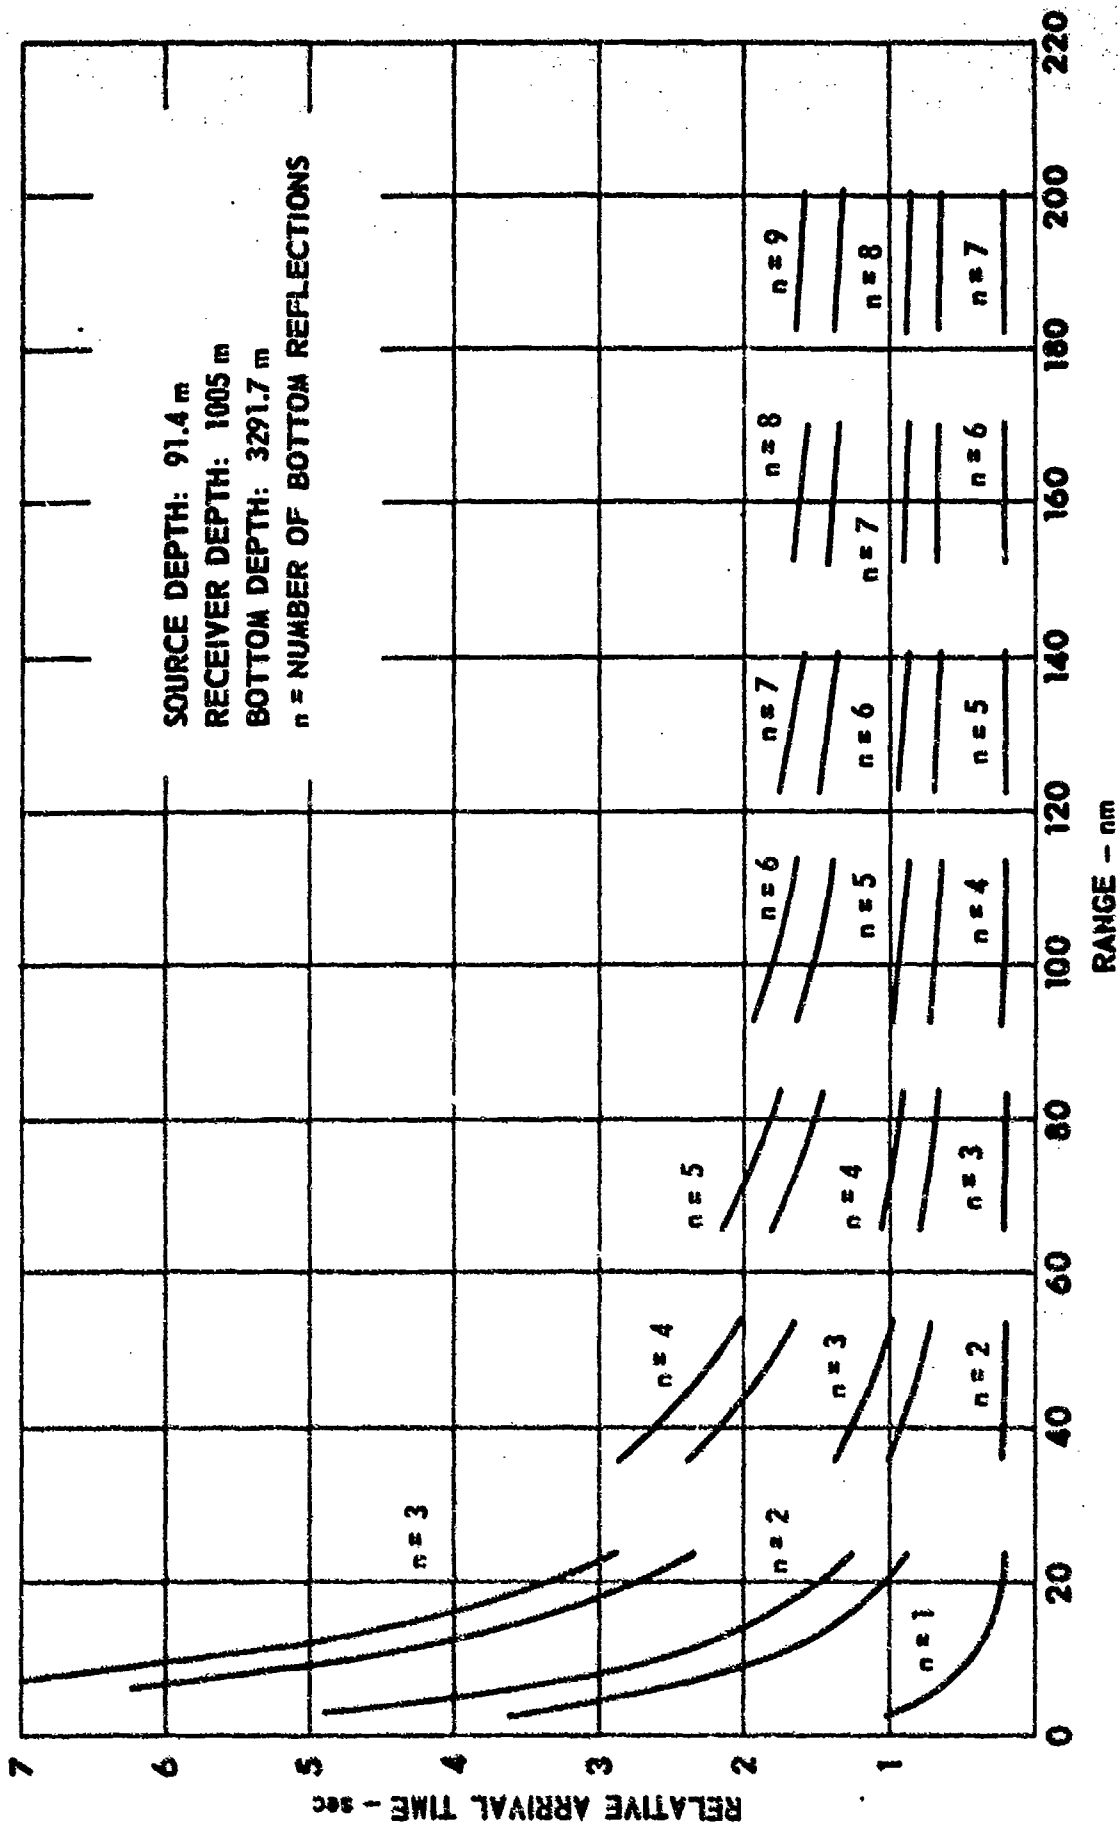 SOURCE DEPTH: 91.4 m
RECEIVER DEPTH: 1005 m
BOTTOM DEPTH: 3291.7 m
n = NUMBER OF BOTTOM REFLECTIONS
RELATIVE ARRIVAL TIME – sec
7
6
5
4
3
2
1
n = 3
n = 2
n = 1
n = 4
n = 3
n = 2
n = 5
n = 4
n = 3
n = 6
n = 5
n = 4
n = 7
n = 6
n = 5
n = 8
n = 7
n = 6
n = 9
n = 8
n = 7
0 20 40 60 80 100 120 140 160 180 200 220
RANGE – nm